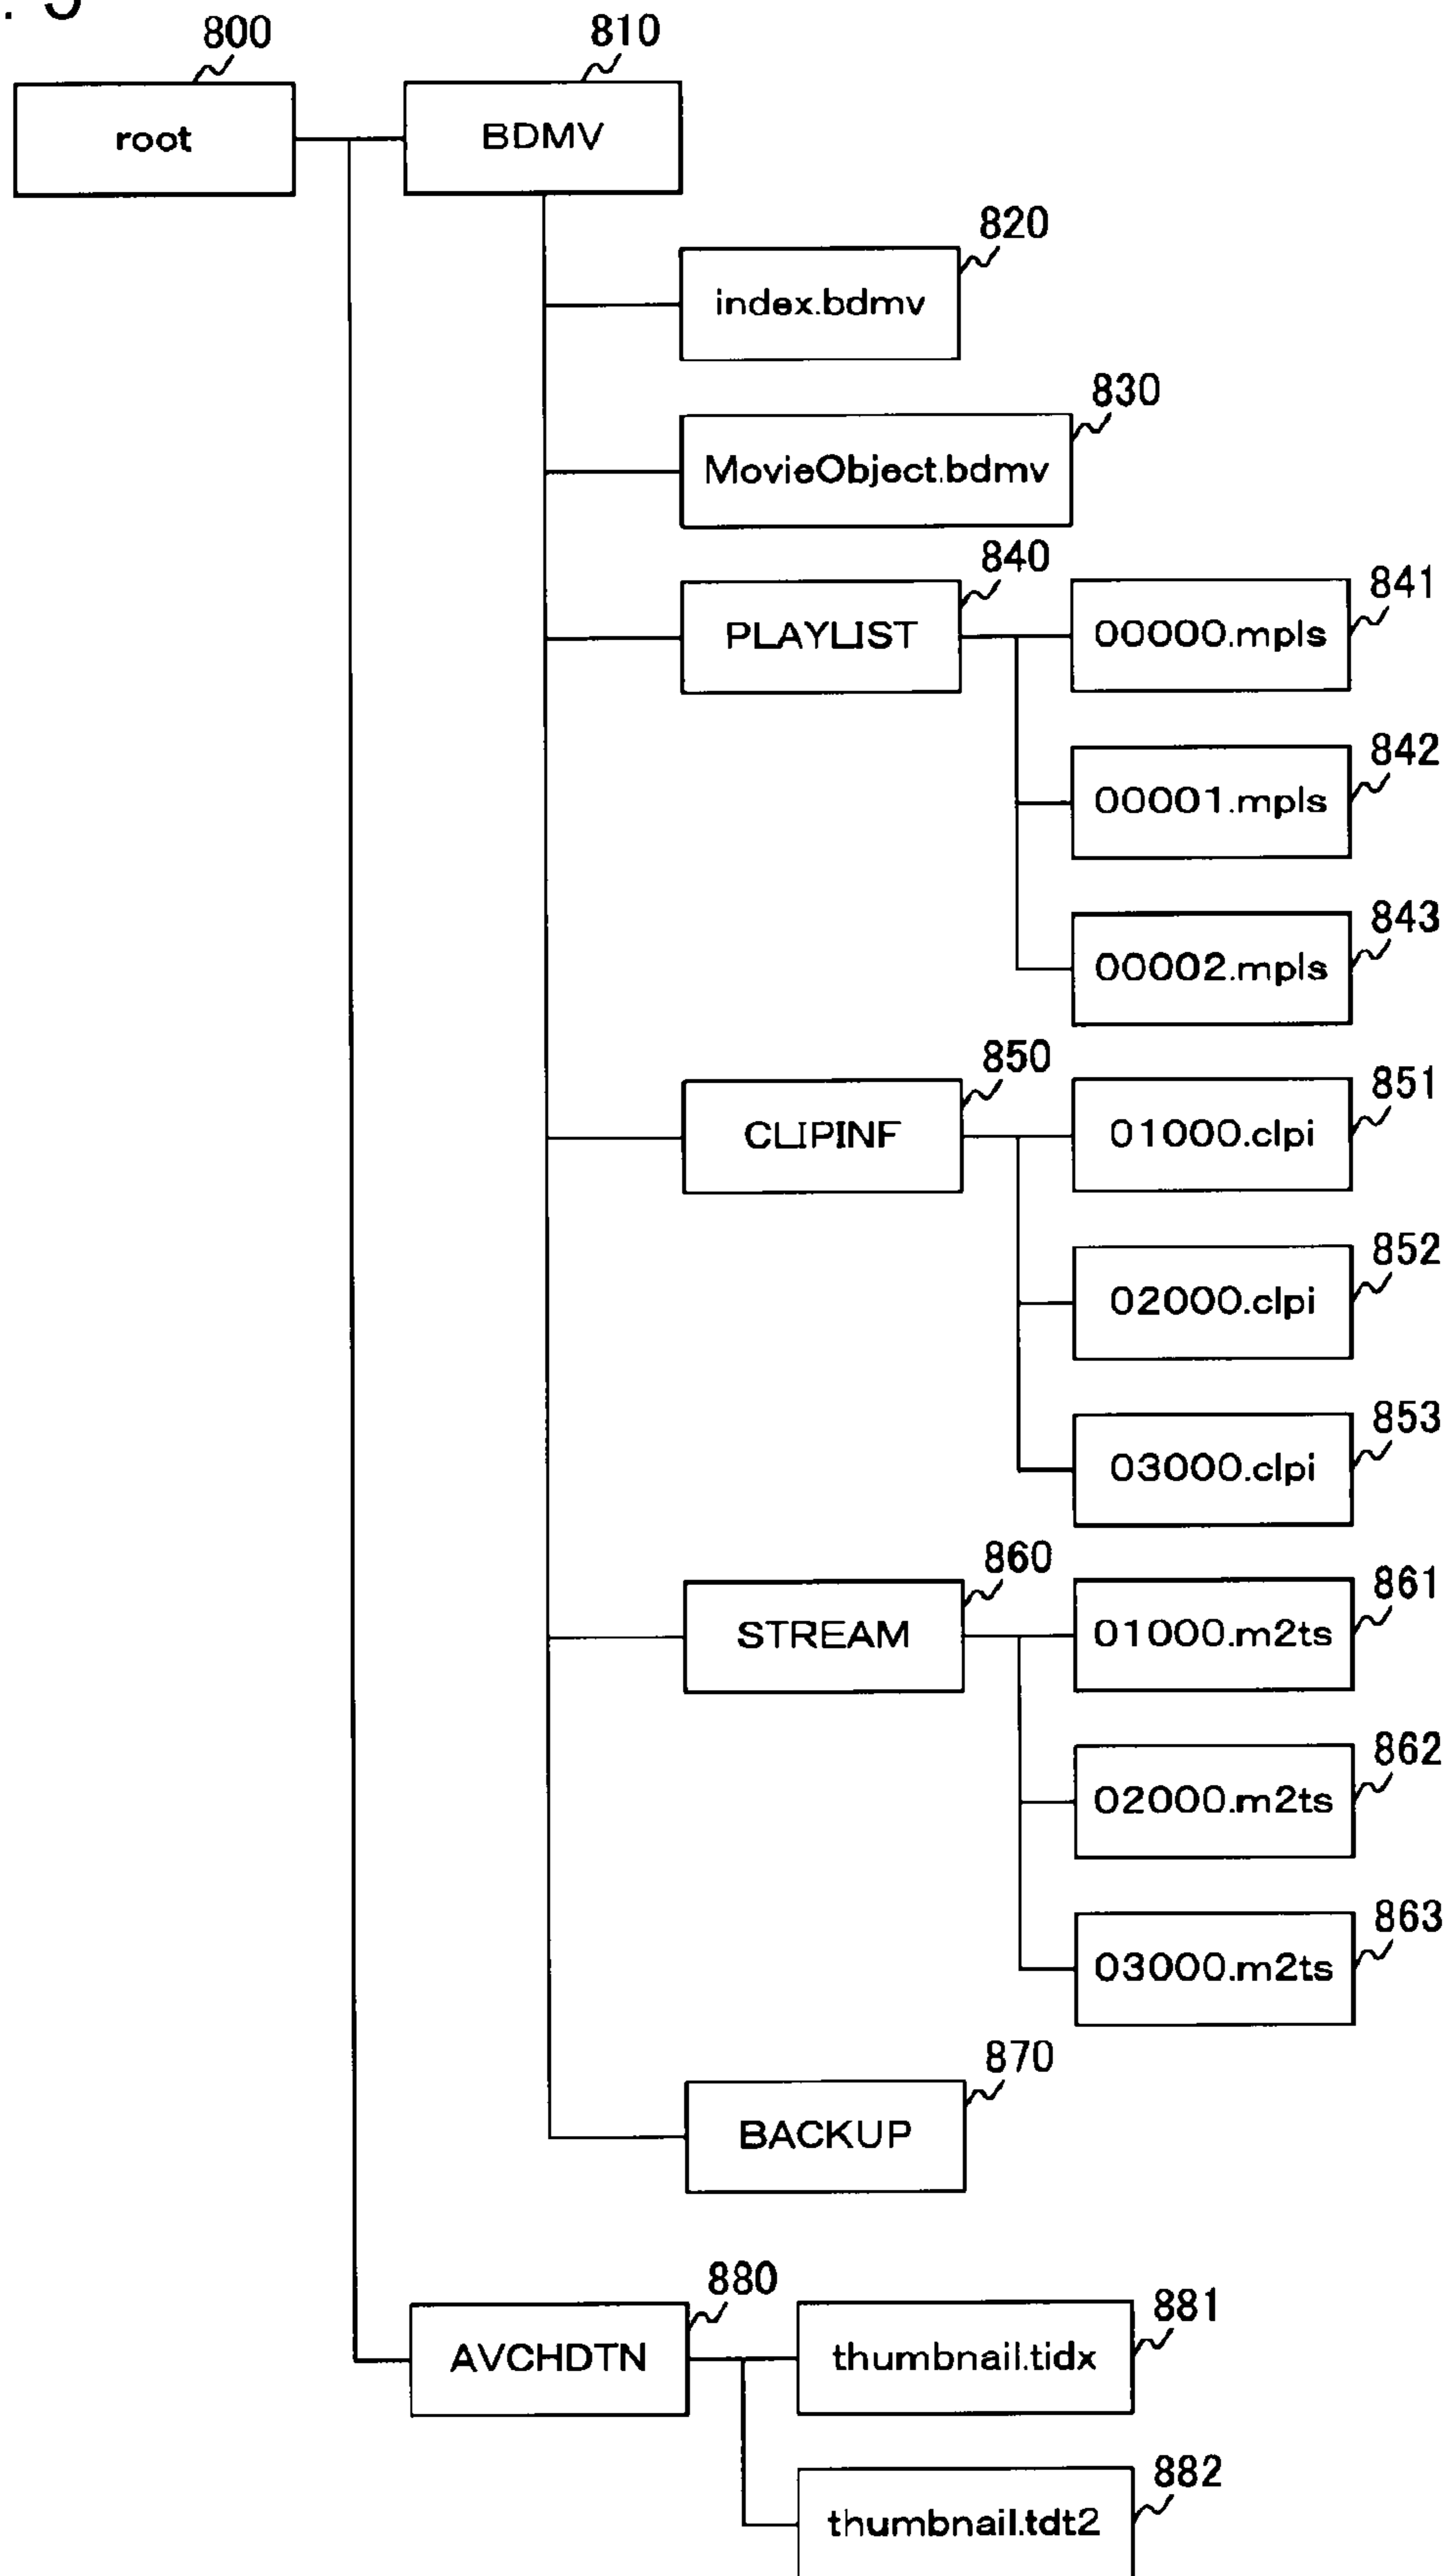 800
810
root
BDMV
820
index.bdmv
830
MovieObject.bdmv
840
841
PLAYLIST
00000.mpls
842
00001.mpls
843
00002.mpls
850
851
CLIPINF
01000.clpi
852
02000.clpi
853
03000.clpi
860
861
STREAM
01000.m2ts
862
02000.m2ts
863
03000.m2ts
870
BACKUP
880
881
AVCHDTN
thumbnail.tidx
882
thumbnail.tdt2